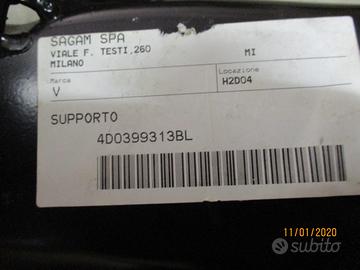 SAGAM SPA
VIALE F. TESTI,260 MI
MILANO
Marca Locazione
V H2D04
SUPPORTO
4D0399313BL
11/01/2020
subito